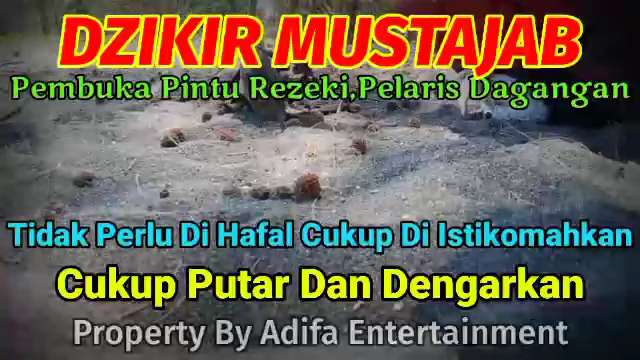 DZIKIR MUSTAJAB
Pembuka Pintu Rezeki,Pelaris Dagangan
Tidak Perlu Di Hafal Cukup Di Istikomahkan
Cukup Putar Dan Dengarkan
Property By Adifa Entertainment